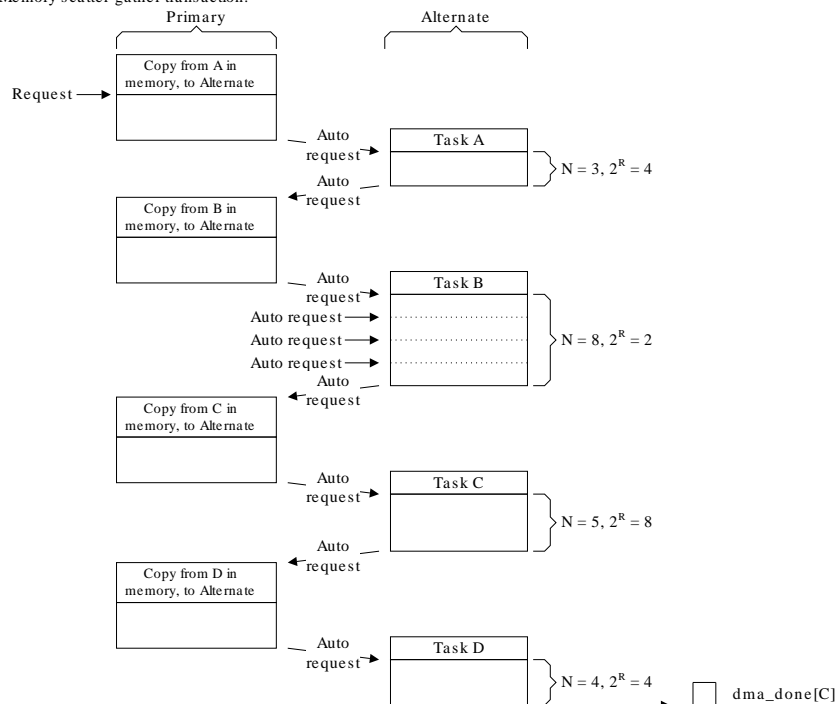 Memory scatter-gather transaction:
Primary
Alternate
Copy from A in
memory, to Alternate
Request
Auto
request
Task A
N = 3, 2^R = 4
Auto
request
Copy from B in
memory, to Alternate
Auto
request
Task B
Auto request
Auto request
Auto request
N = 8, 2^R = 2
Auto
request
Copy from C in
memory, to Alternate
Auto
request
Task C
N = 5, 2^R = 8
Auto
request
Copy from D in
memory, to Alternate
Auto
request
Task D
N = 4, 2^R = 4
dma_done[C]